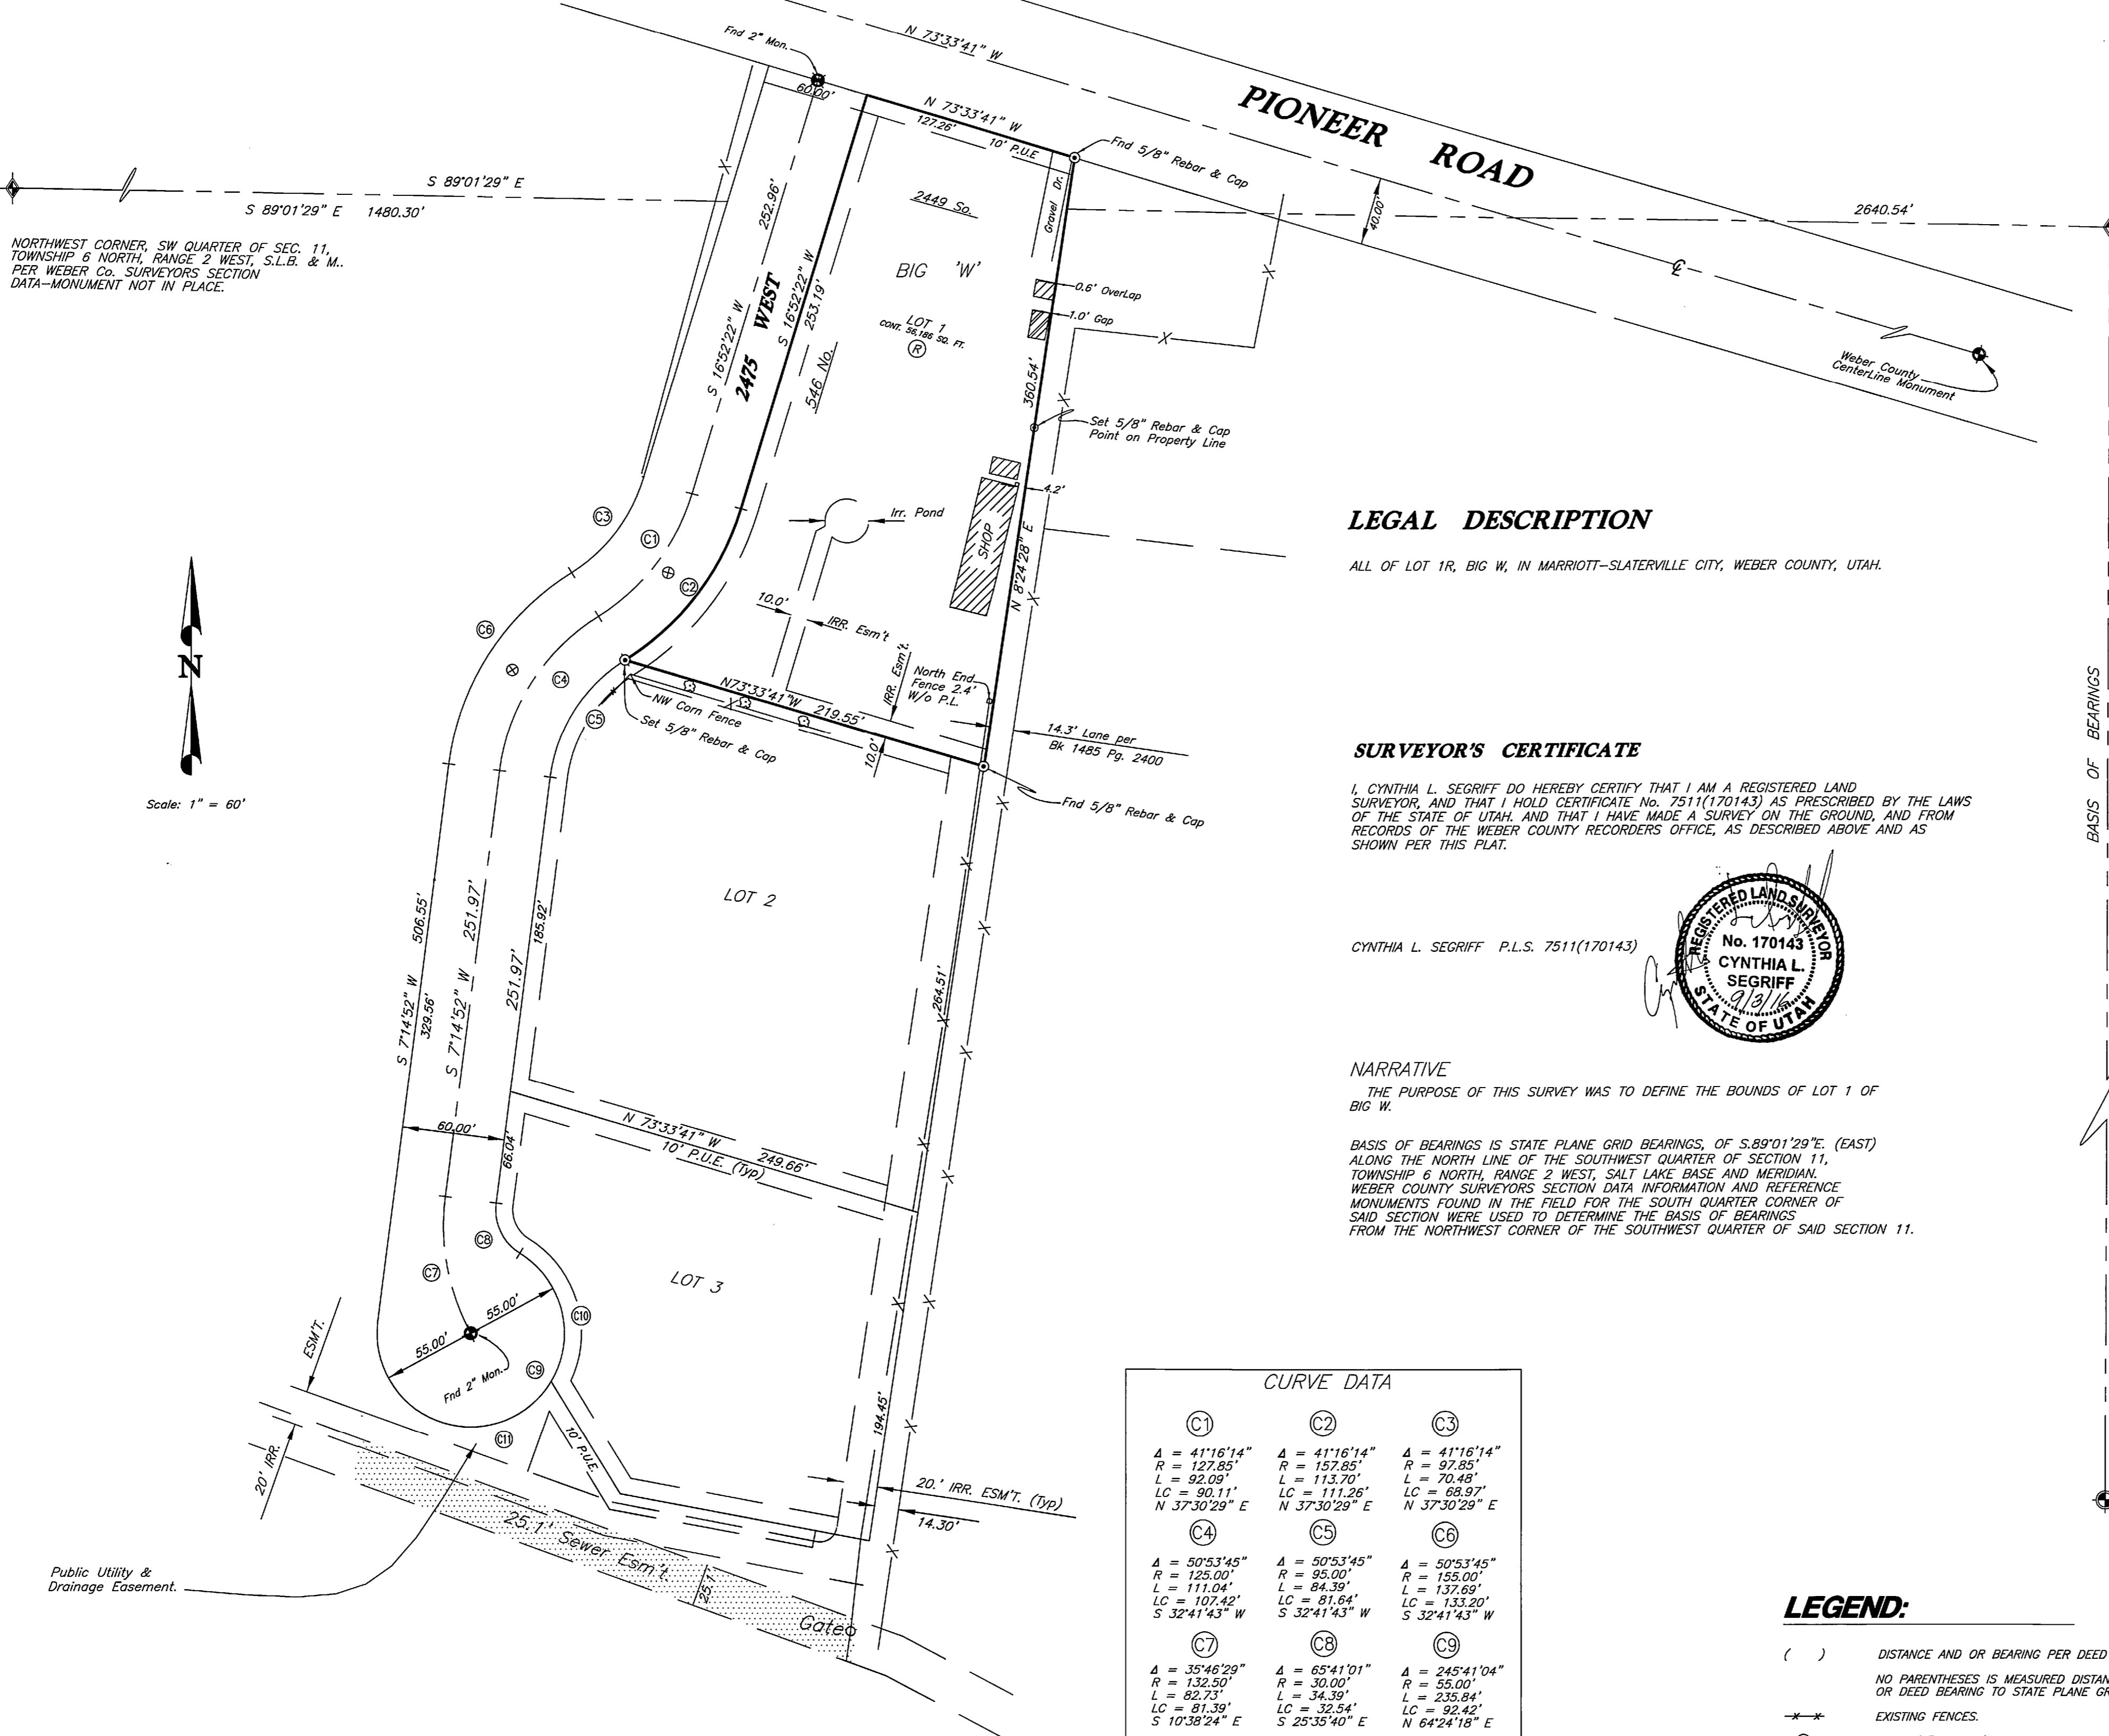 Fnd 2" Mon.
N 73°33'41" W
PIONEER ROAD
60.00'
N 73°33'41" W
127.26'
10' P.U.E
Fnd 5/8" Rebar & Cap
S 89°01'29" E
S 89°01'29" E 1480.30'
2640.54'
40.00'
NORTHWEST CORNER, SW QUARTER OF SEC. 11,
TOWNSHIP 6 NORTH, RANGE 2 WEST, S.L.B. & M..
PER WEBER Co. SURVEYORS SECTION
DATA-MONUMENT NOT IN PLACE.
252.96'
S 16°52'22" W
2475 WEST
S 16°52'22" W
253.19'
546 No.
2449 So.
Gravel Dr.
BIG 'W'
LOT 1
CONT. 56,186 SQ. FT.
R
0.6' OverLap
1.0' Gap
360.54'
℄
Weber County
CenterLine Monument
Set 5/8" Rebar & Cap
Point on Property Line
4.2'
SHOP
N 8°24'28" E
Irr. Pond
C3
C1
C2
10.0'
IRR. Esm't
IRR. Esm't.
C6
C4
C5
N
Scale: 1" = 60'
North End
Fence 2.4'
W/o P.L.
N73°33'41"W 219.55'
NW Corn Fence
Set 5/8" Rebar & Cap
10.0'
14.3' Lane per
Bk 1485 Pg. 2400
Fnd 5/8" Rebar & Cap
LEGAL DESCRIPTION
ALL OF LOT 1R, BIG W, IN MARRIOTT-SLATERVILLE CITY, WEBER COUNTY, UTAH.
BASIS OF BEARINGS
SURVEYOR'S CERTIFICATE
I, CYNTHIA L. SEGRIFF DO HEREBY CERTIFY THAT I AM A REGISTERED LAND
SURVEYOR, AND THAT I HOLD CERTIFICATE No. 7511(170143) AS PRESCRIBED BY THE LAWS
OF THE STATE OF UTAH. AND THAT I HAVE MADE A SURVEY ON THE GROUND, AND FROM
RECORDS OF THE WEBER COUNTY RECORDERS OFFICE, AS DESCRIBED ABOVE AND AS
SHOWN PER THIS PLAT.
CYNTHIA L. SEGRIFF P.L.S. 7511(170143)
REGISTERED LAND SURVEYOR
No. 170143
CYNTHIA L.
SEGRIFF
9/3/16
STATE OF UTAH
NARRATIVE
THE PURPOSE OF THIS SURVEY WAS TO DEFINE THE BOUNDS OF LOT 1 OF
BIG W.
BASIS OF BEARINGS IS STATE PLANE GRID BEARINGS, OF S.89°01'29"E. (EAST)
ALONG THE NORTH LINE OF THE SOUTHWEST QUARTER OF SECTION 11,
TOWNSHIP 6 NORTH, RANGE 2 WEST, SALT LAKE BASE AND MERIDIAN.
WEBER COUNTY SURVEYORS SECTION DATA INFORMATION AND REFERENCE
MONUMENTS FOUND IN THE FIELD FOR THE SOUTH QUARTER CORNER OF
SAID SECTION WERE USED TO DETERMINE THE BASIS OF BEARINGS
FROM THE NORTHWEST CORNER OF THE SOUTHWEST QUARTER OF SAID SECTION 11.
LOT 2
S 7°14'52" W 506.55'
329.56'
S 7°14'52" W 251.97'
251.97'
185.92'
264.51'
60.00'
66.04'
N 73°33'41" W
249.66'
10' P.U.E. (Typ)
LOT 3
C8
C7
C10
55.00'
55.00'
C9
Fnd 2" Mon.
C11
ESM'T.
20' IRR.
10' P.U.E.
194.45'
20.' IRR. ESM'T. (Typ)
14.30'
25.1' Sewer Esm't.
25.1
Gateo
Public Utility &
Drainage Easement.
CURVE DATA
C1 C2 C3
Δ = 41°16'14" Δ = 41°16'14" Δ = 41°16'14"
R = 127.85' R = 157.85' R = 97.85'
L = 92.09' L = 113.70' L = 70.48'
LC = 90.11' LC = 111.26' LC = 68.97'
N 37°30'29" E N 37°30'29" E N 37°30'29" E
C4 C5 C6
Δ = 50°53'45" Δ = 50°53'45" Δ = 50°53'45"
R = 125.00' R = 95.00' R = 155.00'
L = 111.04' L = 84.39' L = 137.69'
LC = 107.42' LC = 81.64' LC = 133.20'
S 32°41'43" W S 32°41'43" W S 32°41'43" W
C7 C8 C9
Δ = 35°46'29" Δ = 65°41'01" Δ = 245°41'04"
R = 132.50' R = 30.00' R = 55.00'
L = 82.73' L = 34.39' L = 235.84'
LC = 81.39' LC = 32.54' LC = 92.42'
S 10°38'24" E S 25°35'40" E N 64°24'18" E
LEGEND:
( ) DISTANCE AND OR BEARING PER DEED
NO PARENTHESES IS MEASURED DISTAN
OR DEED BEARING TO STATE PLANE GR
EXISTING FENCES.